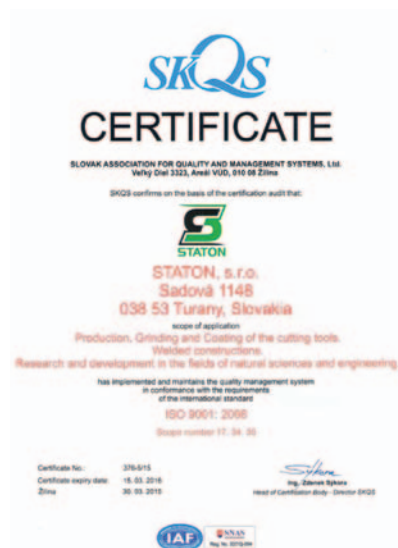 SKQS
CERTIFICATE
SLOVAK ASSOCIATION FOR QUALITY AND MANAGEMENT SYSTEMS, Ltd.
Veľký Diel 3323, Areál VÚD, 010 08 Žilina
SKQS confirms on the basis of the certification audit that:
STATON
STATON, s.r.o.
Sadová 1148
038 53 Turany, Slovakia
scope of application
Production, Grinding and Coating of the cutting tools.
Welded constructions.
Research and development in the fields of natural sciences and engineering
has implemented and maintains the quality management system
in conformance with the requirements
of the international standard
ISO 9001: 2008
Scope number 17, 34,
Certificate No.: 376-5/15
Certificate expiry date: 18. 03. 2018
Žilina 30. 03. 2015
Ing. Zdenek Sýkora
Head of Certification Body - Director SKQS
IAF
SNAS